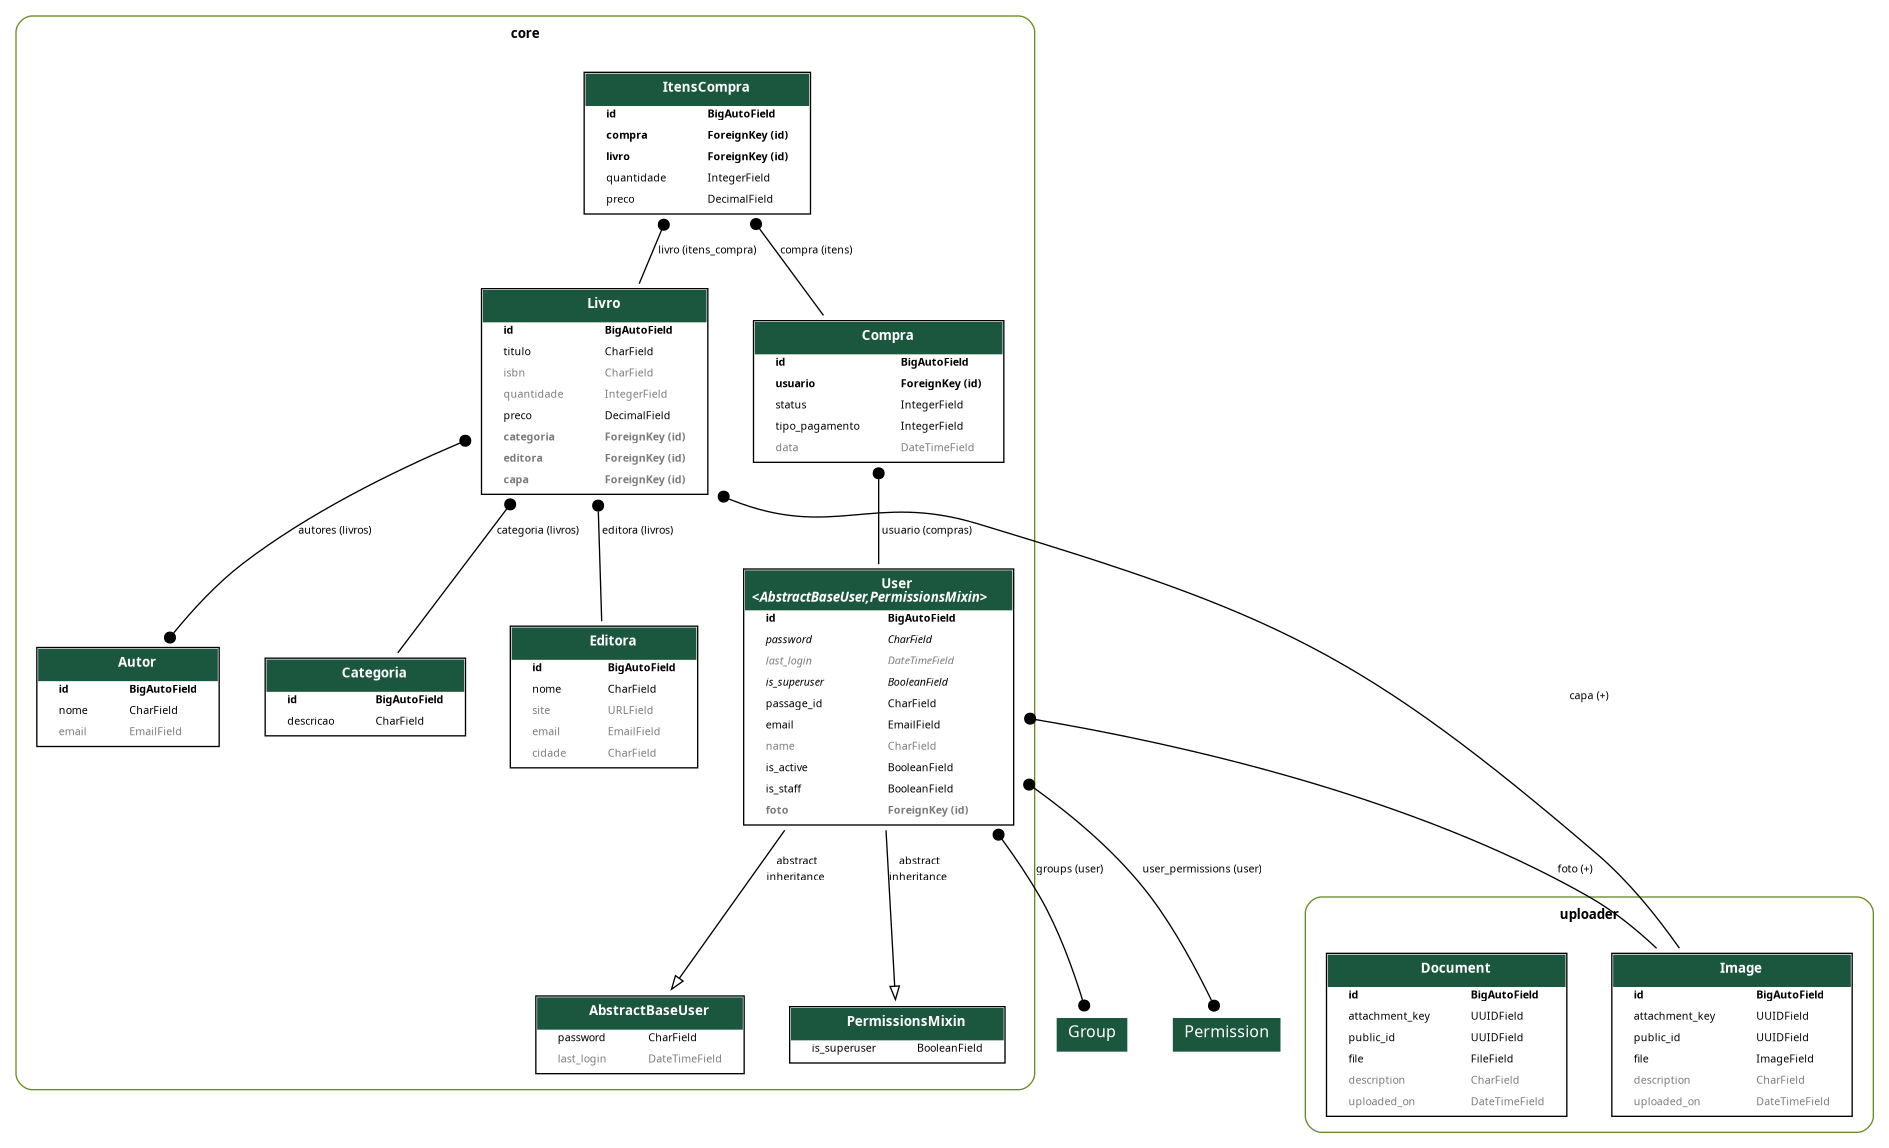 core
ItensCompra
id BigAutoField
compra ForeignKey (id)
livro ForeignKey (id)
quantidade IntegerField
preco DecimalField
livro (itens_compra)
compra (itens)
Livro
id BigAutoField
titulo CharField
isbn CharField
quantidade IntegerField
preco DecimalField
categoria ForeignKey (id)
editora ForeignKey (id)
capa ForeignKey (id)
Compra
id BigAutoField
usuario ForeignKey (id)
status IntegerField
tipo_pagamento IntegerField
data DateTimeField
autores (livros)
categoria (livros)
editora (livros)
usuario (compras)
capa (+)
Autor
id BigAutoField
nome CharField
email EmailField
Categoria
id BigAutoField
descricao CharField
Editora
id BigAutoField
nome CharField
site URLField
email EmailField
cidade CharField
User
<AbstractBaseUser,PermissionsMixin>
id BigAutoField
password CharField
last_login DateTimeField
is_superuser BooleanField
passage_id CharField
email EmailField
name CharField
is_active BooleanField
is_staff BooleanField
foto ForeignKey (id)
abstract
inheritance
abstract
inheritance
groups (user)
user_permissions (user)
foto (+)
AbstractBaseUser
password CharField
last_login DateTimeField
PermissionsMixin
is_superuser BooleanField
Group
Permission
uploader
Document
id BigAutoField
attachment_key UUIDField
public_id UUIDField
file FileField
description CharField
uploaded_on DateTimeField
Image
id BigAutoField
attachment_key UUIDField
public_id UUIDField
file ImageField
description CharField
uploaded_on DateTimeField